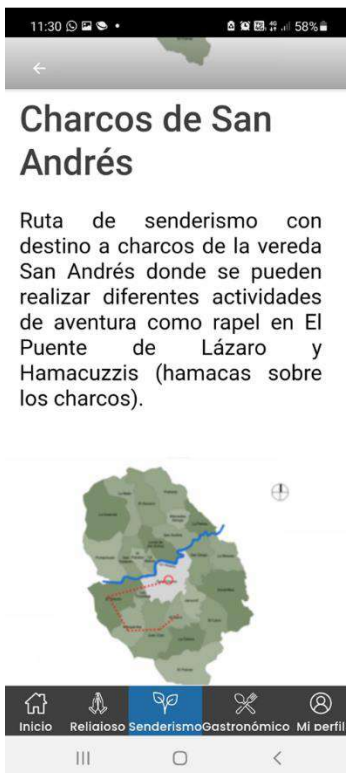 11:30
58%
Charcos de San
Andrés
Ruta de senderismo con
destino a charcos de la vereda
San Andrés donde se pueden
realizar diferentes actividades
de aventura como rapel en El
Puente de Lázaro y
Hamacuzzis (hamacas sobre
los charcos).
Inicio Religioso Senderismo Gastronómico Mi perfil